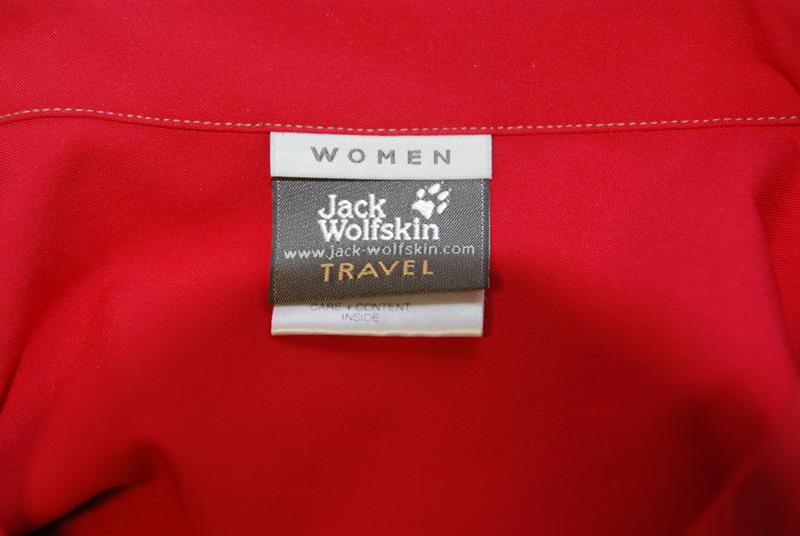 WOMEN
Jack
Wolfskin
www.jack-wolfskin.com
TRAVEL
CARE + CONTENT
INSIDE